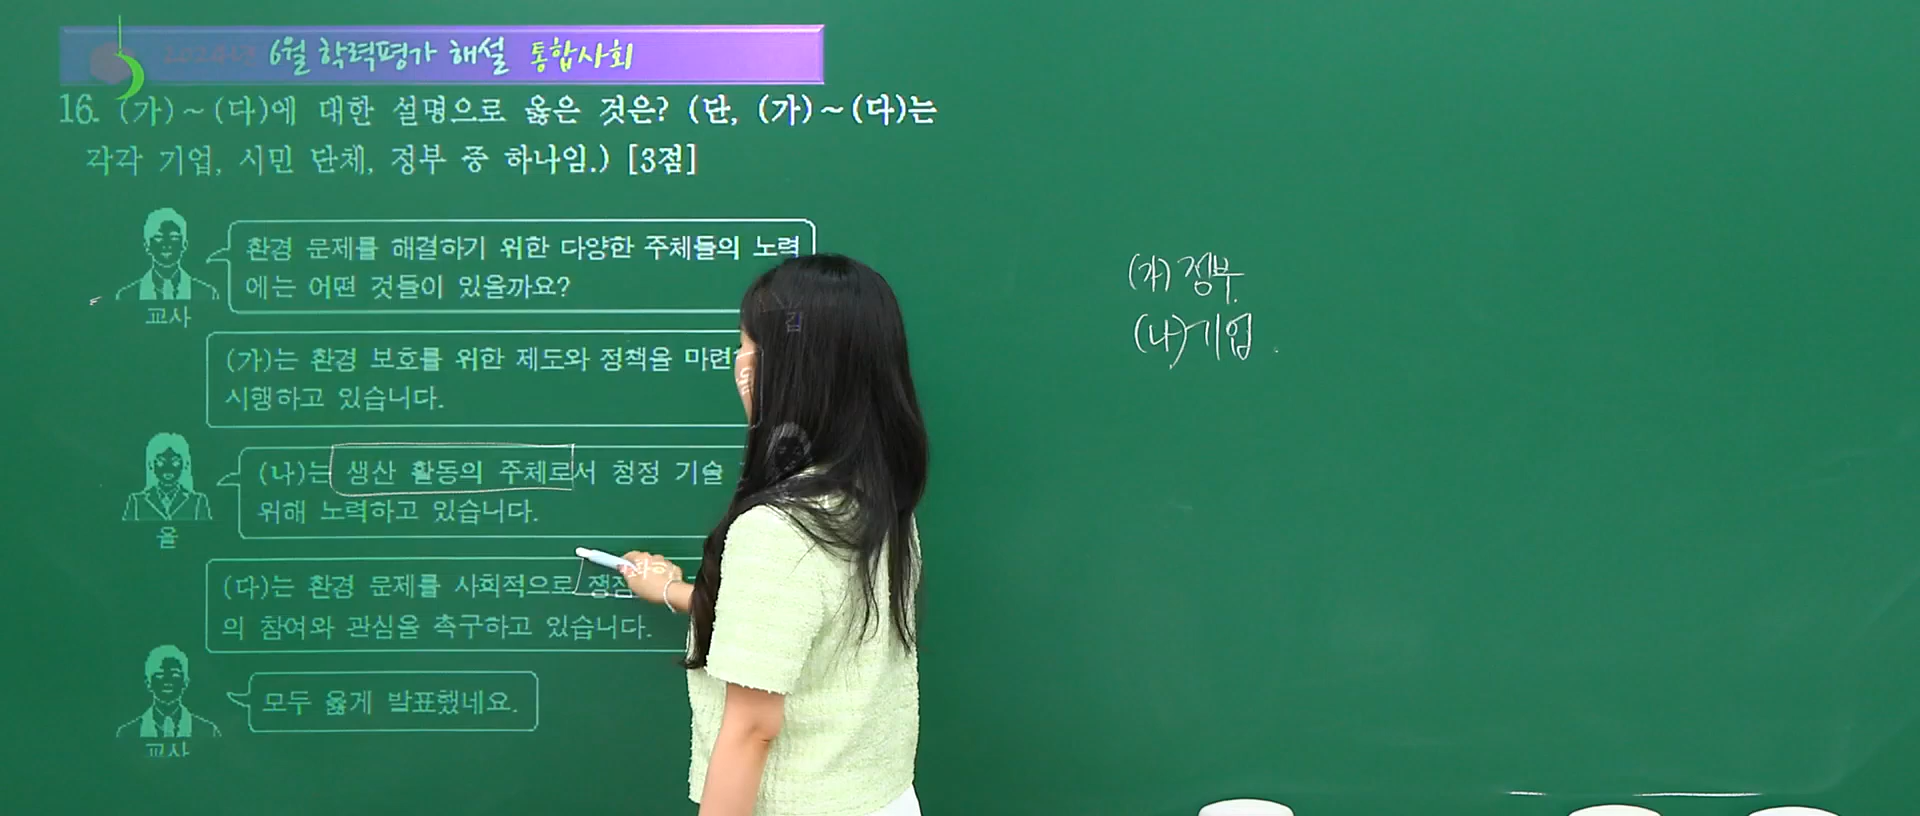 2024년 6월 학력평가 해설 통합사회
16. (가)~(다)에 대한 설명으로 옳은 것은? (단, (가)~(다)는
각각 기업, 시민 단체, 정부 중 하나임.) [3점]
환경 문제를 해결하기 위한 다양한 주체들의 노력
에는 어떤 것들이 있을까요?
교사
갑
(가)는 환경 보호를 위한 제도와 정책을 마련
시행하고 있습니다.
(나)는 생산 활동의 주체로서 청정 기술
위해 노력하고 있습니다.
을
(다)는 환경 문제를 사회적으로 쟁점화하
의 참여와 관심을 촉구하고 있습니다.
모두 옳게 발표했네요.
교사
(가) 정부
(나) 기업